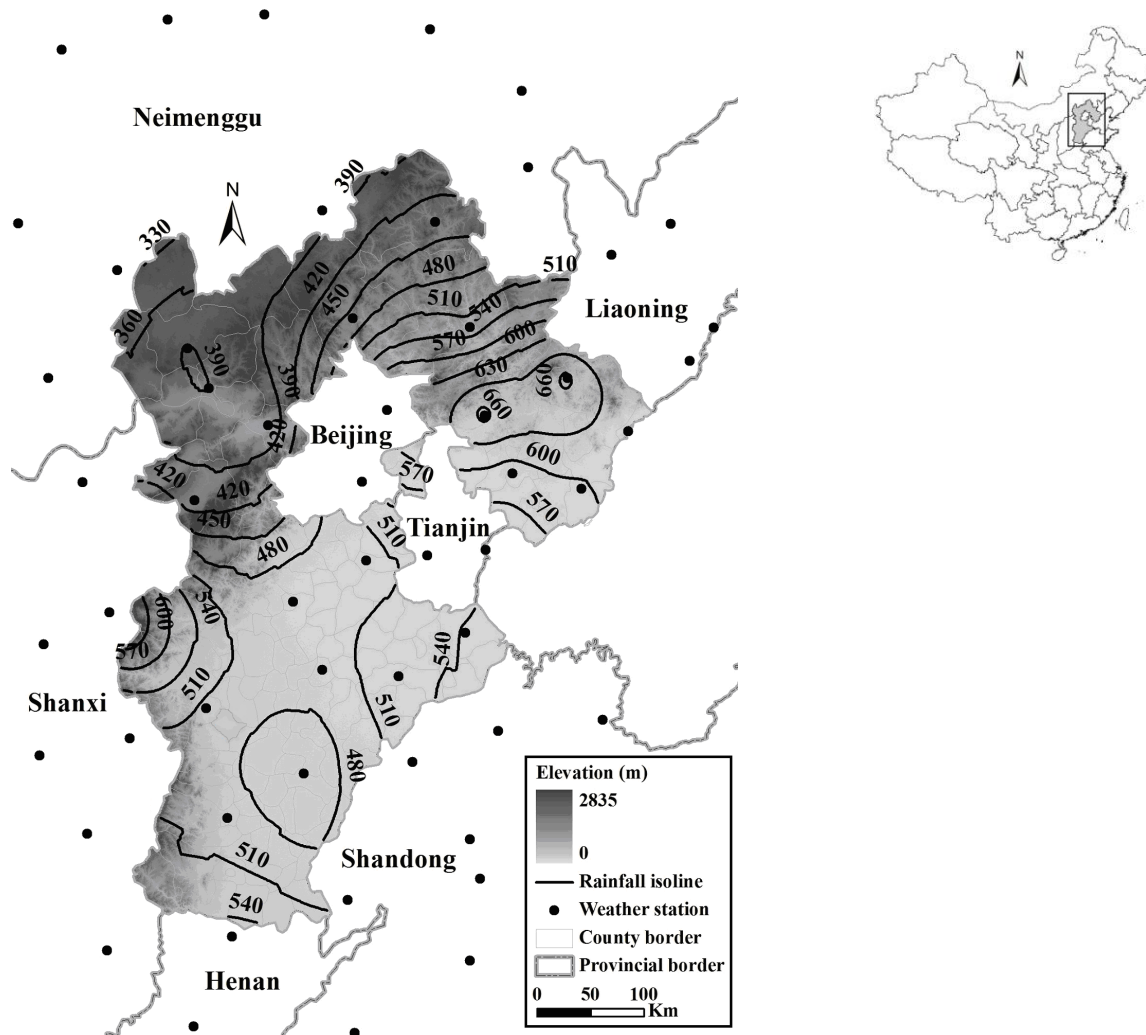 N
Neimenggu
390
N
330
420
480
510
450
510
540
Liaoning
360
570
600
390
630
390
660
660
420
Beijing
600
420
420
570
570
450
510
Tianjin
480
540
600
570
540
510
Shanxi
510
480
Elevation (m)
2835
0
510
Shandong
Rainfall isoline
540
Weather station
County border
Provincial border
Henan
0 50 100
Km